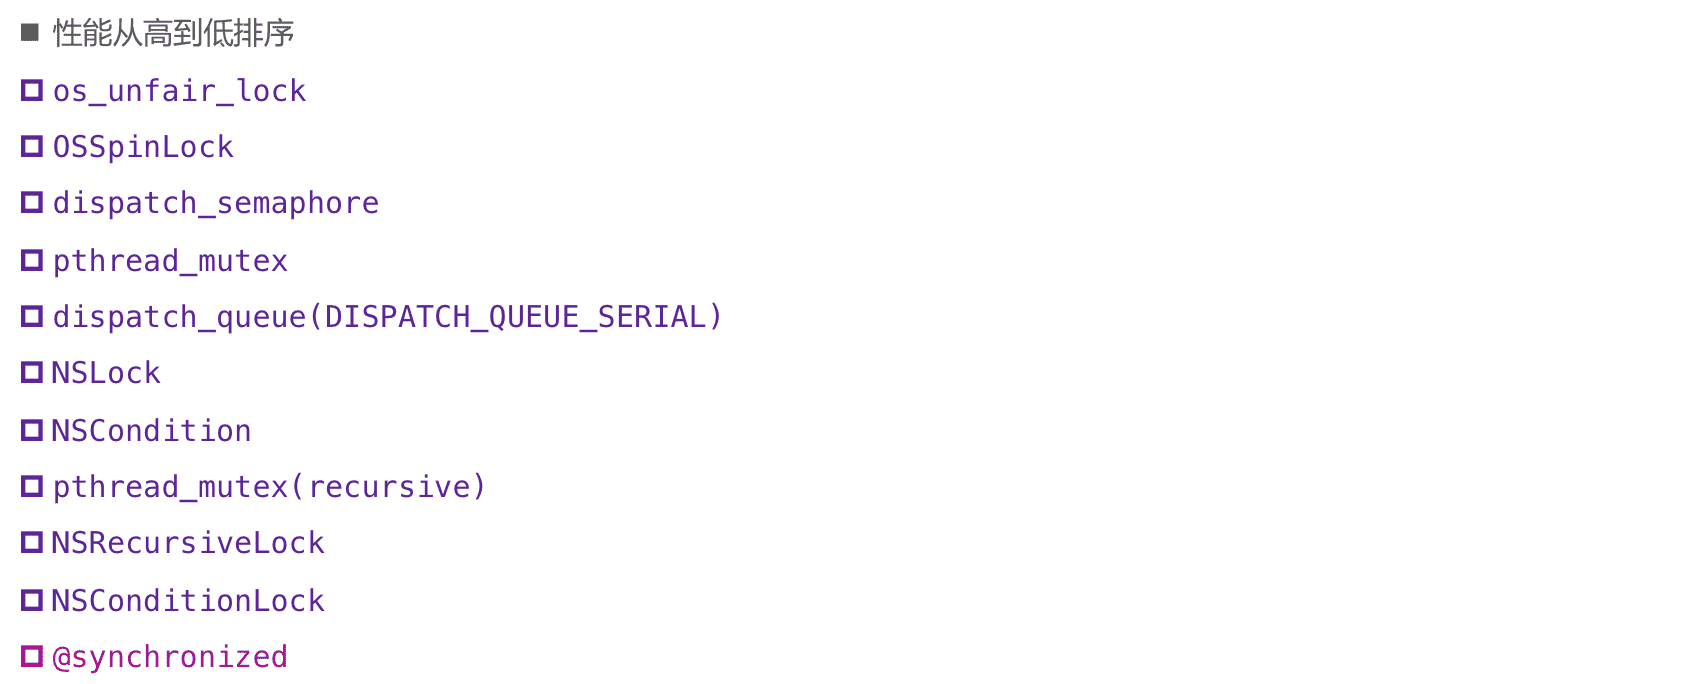 性能从高到低排序
os_unfair_lock
OSSpinLock
dispatch_semaphore
pthread_mutex
dispatch_queue(DISPATCH_QUEUE_SERIAL)
NSLock
NSCondition
pthread_mutex(recursive)
NSRecursiveLock
NSConditionLock
@synchronized